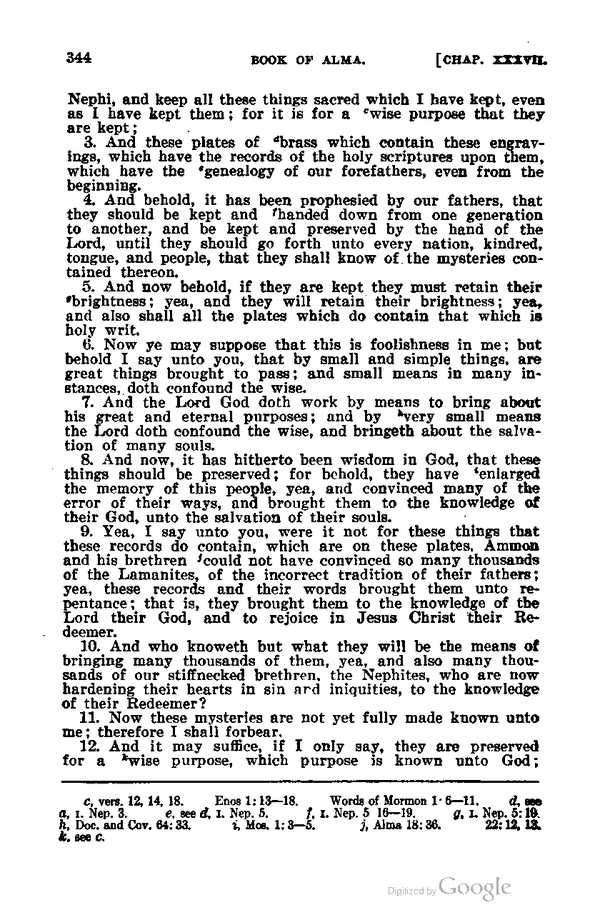 344 BOOK OF ALMA. [CHAP. XXXVII.
Nephi, and keep all these things sacred which I have kept, even
as I have kept them; for it is for a cwise purpose that they
are kept;
3. And these plates of dbrass which contain these engrav-
ings, which have the records of the holy scriptures upon them,
which have the egenealogy of our forefathers, even from the
beginning.
4. And behold, it has been prophesied by our fathers, that
they should be kept and fhanded down from one generation
to another, and be kept and preserved by the hand of the
Lord, until they should go forth unto every nation, kindred,
tongue, and people, that they shall know of the mysteries con-
tained thereon.
5. And now behold, if they are kept they must retain their
gbrightness; yea, and they will retain their brightness; yea,
and also shall all the plates which do contain that which is
holy writ.
6. Now ye may suppose that this is foolishness in me; but
behold I say unto you, that by small and simple things, are
great things brought to pass; and small means in many in-
stances, doth confound the wise.
7. And the Lord God doth work by means to bring about
his great and eternal purposes; and by hvery small means
the Lord doth confound the wise, and bringeth about the salva-
tion of many souls.
8. And now, it has hitherto been wisdom in God, that these
things should be preserved; for behold, they have ienlarged
the memory of this people, yea, and convinced many of the
error of their ways, and brought them to the knowledge of
their God, unto the salvation of their souls.
9. Yea, I say unto you, were it not for these things that
these records do contain, which are on these plates, Ammon
and his brethren jcould not have convinced so many thousands
of the Lamanites, of the incorrect tradition of their fathers;
yea, these records and their words brought them unto re-
pentance; that is, they brought them to the knowledge of the
Lord their God, and to rejoice in Jesus Christ their Re-
deemer.
10. And who knoweth but what they will be the means of
bringing many thousands of them, yea, and also many thou-
sands of our stiffnecked brethren, the Nephites, who are now
hardening their hearts in sin and iniquities, to the knowledge
of their Redeemer?
11. Now these mysteries are not yet fully made known unto
me; therefore I shall forbear.
12. And it may suffice, if I only say, they are preserved
for a kwise purpose, which purpose is known unto God;
c, vers. 12, 14, 18. Enos 1: 13—18. Words of Mormon 1: 6—11. d, see
a, I. Nep. 3. e, see d, I. Nep. 5. f, I. Nep. 5 16—19. g, I. Nep. 5: 19.
h, Doc. and Cov. 64: 33. i, Mos. 1: 3—5. j, Alma 18: 36. 22: 12, 13.
k, see c.
Digitized by Google